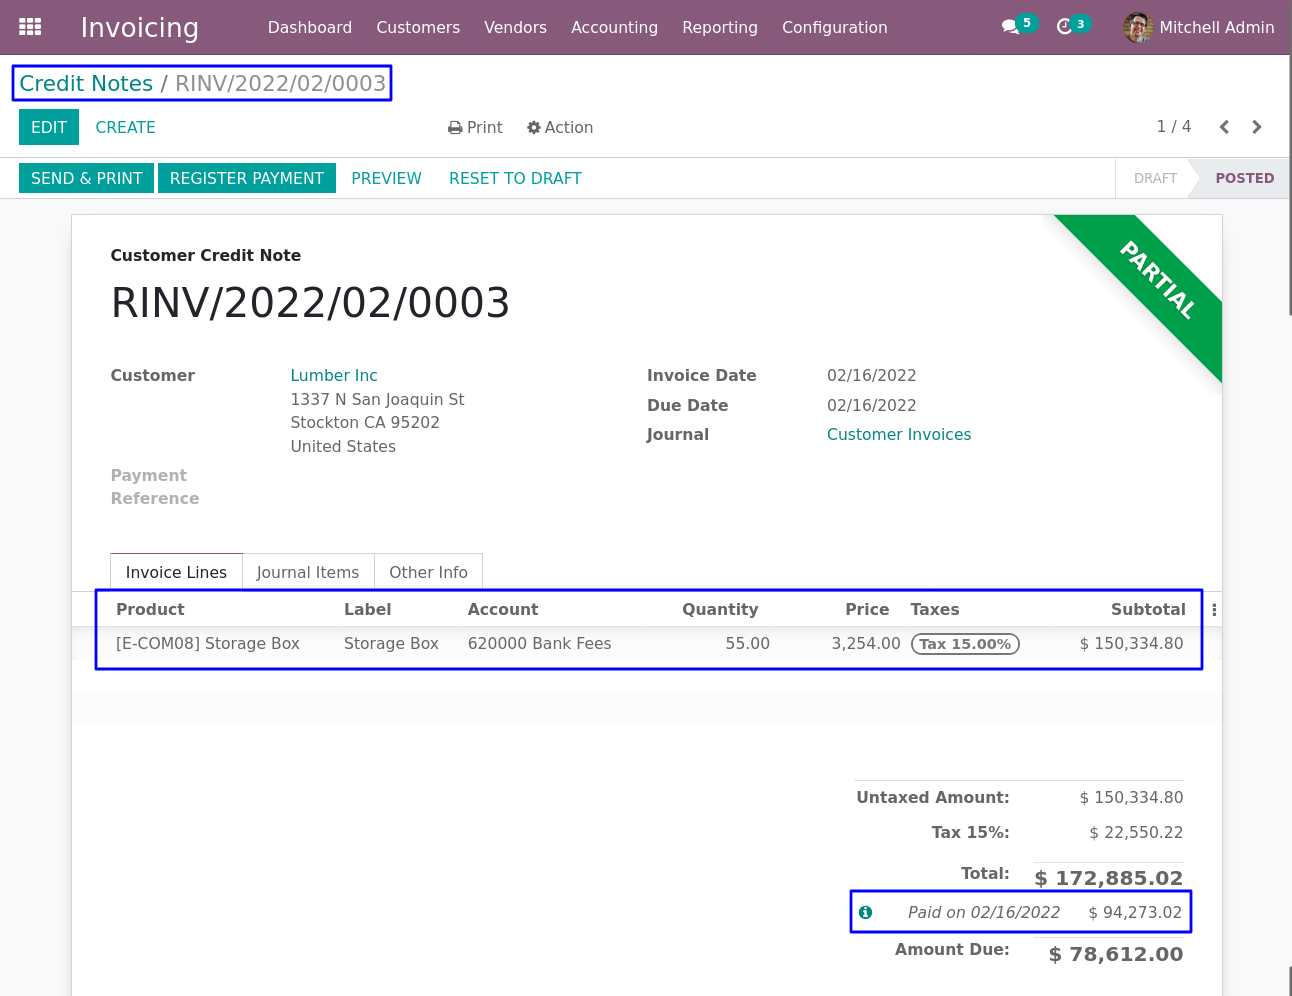 Invoicing Dashboard Customers Vendors Accounting Reporting Configuration 5 3 Mitchell Admin
Credit Notes / RINV/2022/02/0003
EDIT CREATE Print Action 1 / 4
SEND & PRINT REGISTER PAYMENT PREVIEW RESET TO DRAFT DRAFT POSTED
PARTIAL
Customer Credit Note
RINV/2022/02/0003
Customer Lumber Inc Invoice Date 02/16/2022
1337 N San Joaquin St Due Date 02/16/2022
Stockton CA 95202 Journal Customer Invoices
United States
Payment
Reference
Invoice Lines Journal Items Other Info
Product Label Account Quantity Price Taxes Subtotal
[E-COM08] Storage Box Storage Box 620000 Bank Fees 55.00 3,254.00 Tax 15.00% $ 150,334.80
Untaxed Amount: $ 150,334.80
Tax 15%: $ 22,550.22
Total: $ 172,885.02
Paid on 02/16/2022 $ 94,273.02
Amount Due: $ 78,612.00